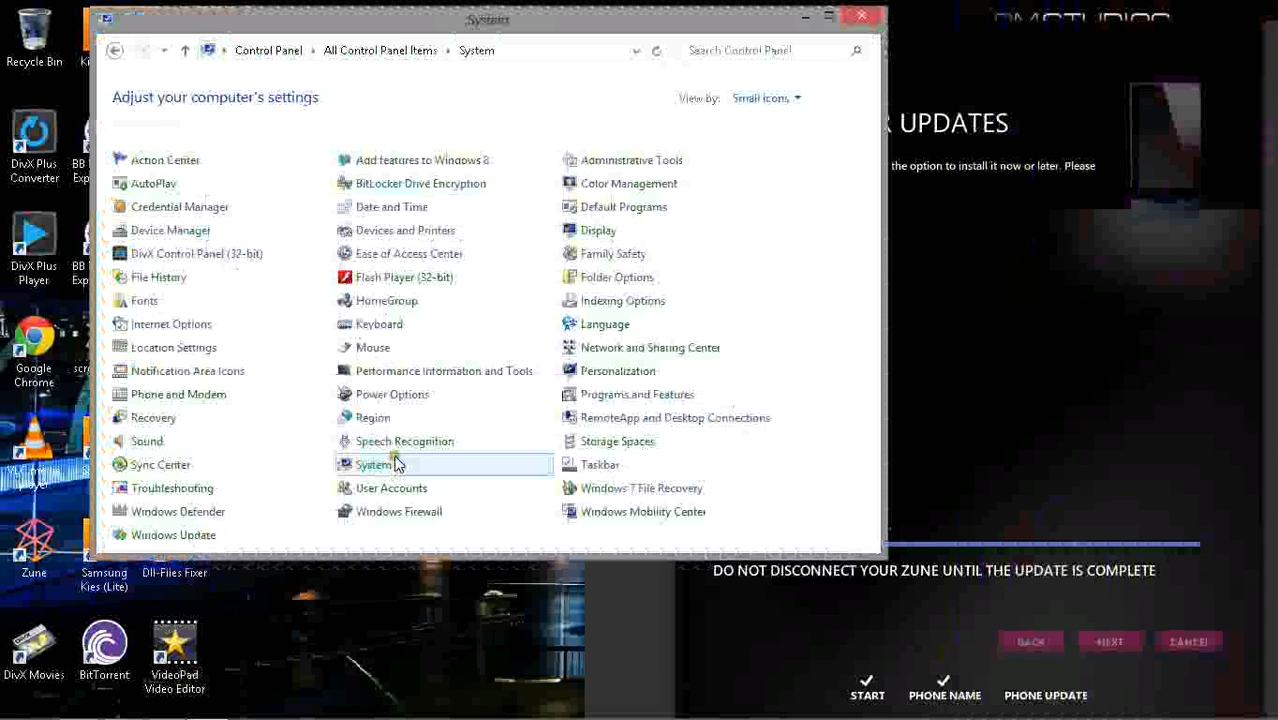 System
Control Panel
All Control Panel Items
System
Search Control Panel
Adjust your computer's settings
View by: Small icons
Action Center
Add features to Windows 8
Administrative Tools
AutoPlay
BitLocker Drive Encryption
Color Management
Credential Manager
Date and Time
Default Programs
Device Manager
Devices and Printers
Display
DivX Control Panel (32-bit)
Ease of Access Center
Family Safety
File History
Flash Player (32-bit)
Folder Options
Fonts
HomeGroup
Indexing Options
Internet Options
Keyboard
Language
Location Settings
Mouse
Network and Sharing Center
Notification Area Icons
Performance Information and Tools
Personalization
Phone and Modem
Power Options
Programs and Features
Recovery
Region
RemoteApp and Desktop Connections
Sound
Speech Recognition
Storage Spaces
Sync Center
System
Taskbar
Troubleshooting
User Accounts
Windows 7 File Recovery
Windows Defender
Windows Firewall
Windows Mobility Center
Windows Update
Recycle Bin
DivX Plus
Converter
BB
DivX Plus
Player
BB
Google
Chrome
Zune
Samsung
Kies (Lite)
Dll-Files Fixer
DivX Movies
BitTorrent
VideoPad
Video Editor
UPDATES
the option to install it now or later. Please
DO NOT DISCONNECT YOUR ZUNE UNTIL THE UPDATE IS COMPLETE
BACK
NEXT
CANCEL
START
PHONE NAME
PHONE UPDATE